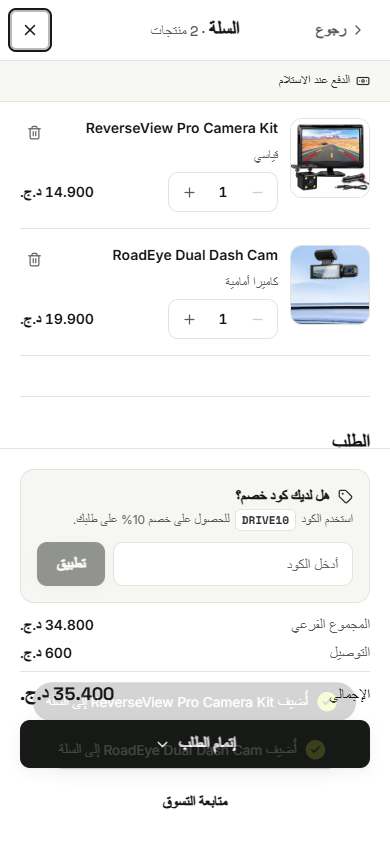 رجوع
السلة · 2 منتجات
الدفع عند الاستلام
ReverseView Pro Camera Kit
قياسي
1
14.900 د.ج.
RoadEye Dual Dash Cam
كاميرا أمامية
1
19.900 د.ج.
الطلب
هل لديك كود خصم؟
استخدم الكود DRIVE10 للحصول على خصم 10% على طلبك.
أدخل الكود
تطبيق
المجموع الفرعي
34.800 د.ج.
التوصيل
600 د.ج.
الإجمالي
35.400 د.ج.
أُضيف ReverseView Pro Camera Kit إلى السلة
إتمام الطلب
أُضيف RoadEye Dual Dash Cam إلى السلة
متابعة التسوق